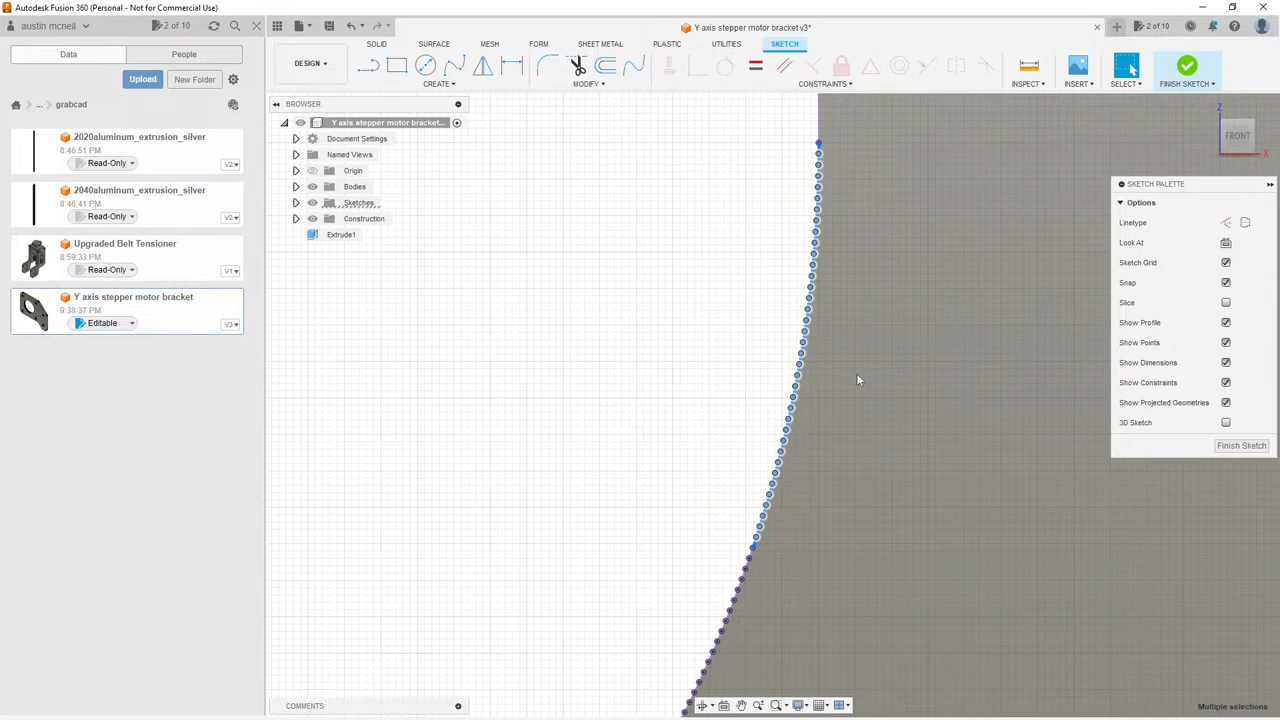 Autodesk Fusion 360 (Personal - Not for Commercial Use)
austin mcneil
2 of 10
Y axis stepper motor bracket v3*
2 of 10
Data
People
SOLID
SURFACE
MESH
FORM
SHEET METAL
PLASTIC
UTILITIES
SKETCH
DESIGN
CREATE
MODIFY
CONSTRAINTS
INSPECT
INSERT
SELECT
FINISH SKETCH
Upload
New Folder
... grabcad
2020aluminum_extrusion_silver
8:46:51 PM
Read-Only
V2
2040aluminum_extrusion_silver
8:46:41 PM
Read-Only
V2
Upgraded Belt Tensioner
8:59:33 PM
Read-Only
V1
Y axis stepper motor bracket
9:38:37 PM
Editable
V3
BROWSER
Y axis stepper motor bracket...
Document Settings
Named Views
Origin
Bodies
Sketches
Construction
Extrude1
Z
FRONT
X
SKETCH PALETTE
Options
Linetype
Look At
Sketch Grid
Snap
Slice
Show Profile
Show Points
Show Dimensions
Show Constraints
Show Projected Geometries
3D Sketch
Finish Sketch
COMMENTS
Multiple selections